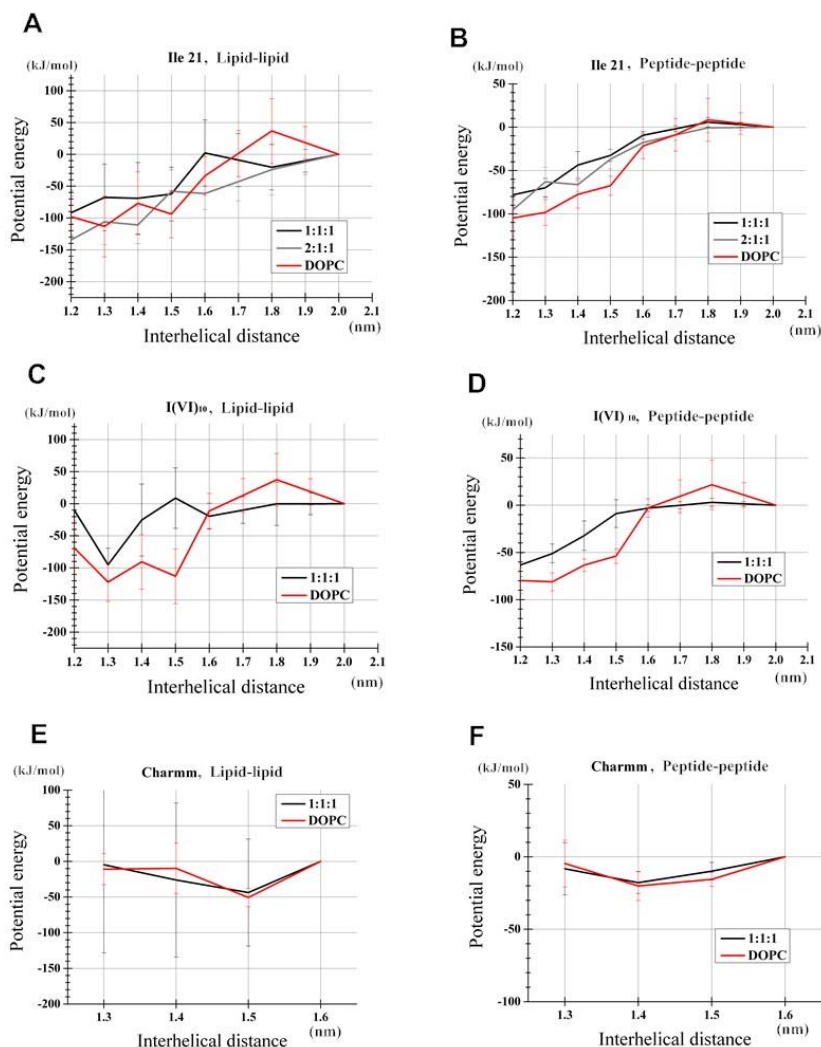 A
(kJ/mol)
Ile 21, Lipid-lipid
Potential energy
100
50
0
-50
-100
-150
-200
1:1:1
2:1:1
DOPC
1.2 1.3 1.4 1.5 1.6 1.7 1.8 1.9 2.0 2.1
Interhelical distance
(nm)
B
(kJ/mol)
Ile 21, Peptide-peptide
Potential energy
50
0
-50
-100
-150
-200
1:1:1
2:1:1
DOPC
1.2 1.3 1.4 1.5 1.6 1.7 1.8 1.9 2.0 2.1
Interhelical distance
(nm)
C
(kJ/mol)
I(VI)₁₀, Lipid-lipid
Potential energy
100
50
0
-50
-100
-150
-200
1:1:1
DOPC
1.2 1.3 1.4 1.5 1.6 1.7 1.8 1.9 2.0 2.1
Interhelical distance
(nm)
D
(kJ/mol)
I(VI) ₁₀, Peptide-peptide
Potential energy
50
0
-50
-100
-150
1:1:1
DOPC
1.2 1.3 1.4 1.5 1.6 1.7 1.8 1.9 2.0 2.1
Interhelical distance
(nm)
E
(kJ/mol)
Charmm, Lipid-lipid
Potential energy
100
50
0
-50
-100
-150
-200
1:1:1
DOPC
1.3 1.4 1.5 1.6
Interhelical distance
(nm)
F
(kJ/mol)
Charmm, Peptide-peptide
Potential energy
50
0
-50
-100
1:1:1
DOPC
1.3 1.4 1.5 1.6
Interhelical distance
(nm)